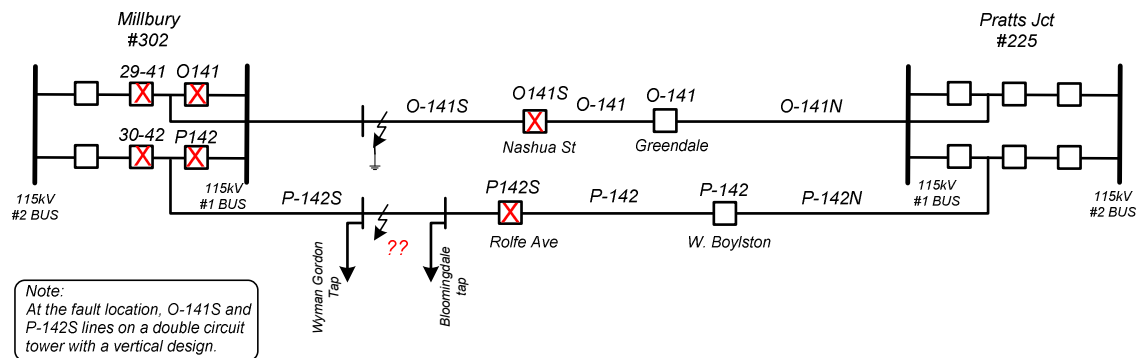 Millbury
#302
Pratts Jct
#225
29-41
O141
O-141S
O141S
O-141
O-141
O-141N
Nashua St
Greendale
30-42
P142
115kV
#2 BUS
115kV
#1 BUS
115kV
#1 BUS
115kV
#2 BUS
P-142S
P142S
P-142
P-142
P-142N
??
Rolfe Ave
W. Boylston
Wyman Gordon
Tap
Bloomingdale
tap
Note:
At the fault location, O-141S and
P-142S lines on a double circuit
tower with a vertical design.